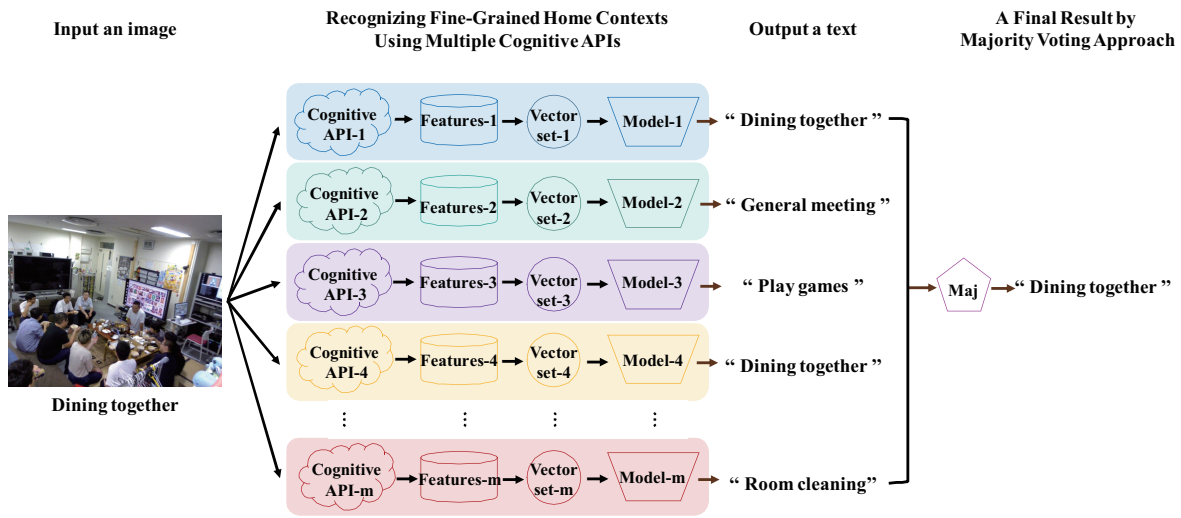 Input an image
Recognizing Fine-Grained Home Contexts
Using Multiple Cognitive APIs
Output a text
A Final Result by
Majority Voting Approach
Cognitive
API-1
Features-1
Vector
set-1
Model-1
“ Dining together ”
Cognitive
API-2
Features-2
Vector
set-2
Model-2
“ General meeting ”
Cognitive
API-3
Features-3
Vector
set-3
Model-3
“ Play games ”
Maj
“ Dining together ”
Cognitive
API-4
Features-4
Vector
set-4
Model-4
“ Dining together ”
Dining together
Cognitive
API-m
Features-m
Vector
set-m
Model-m
“ Room cleaning”